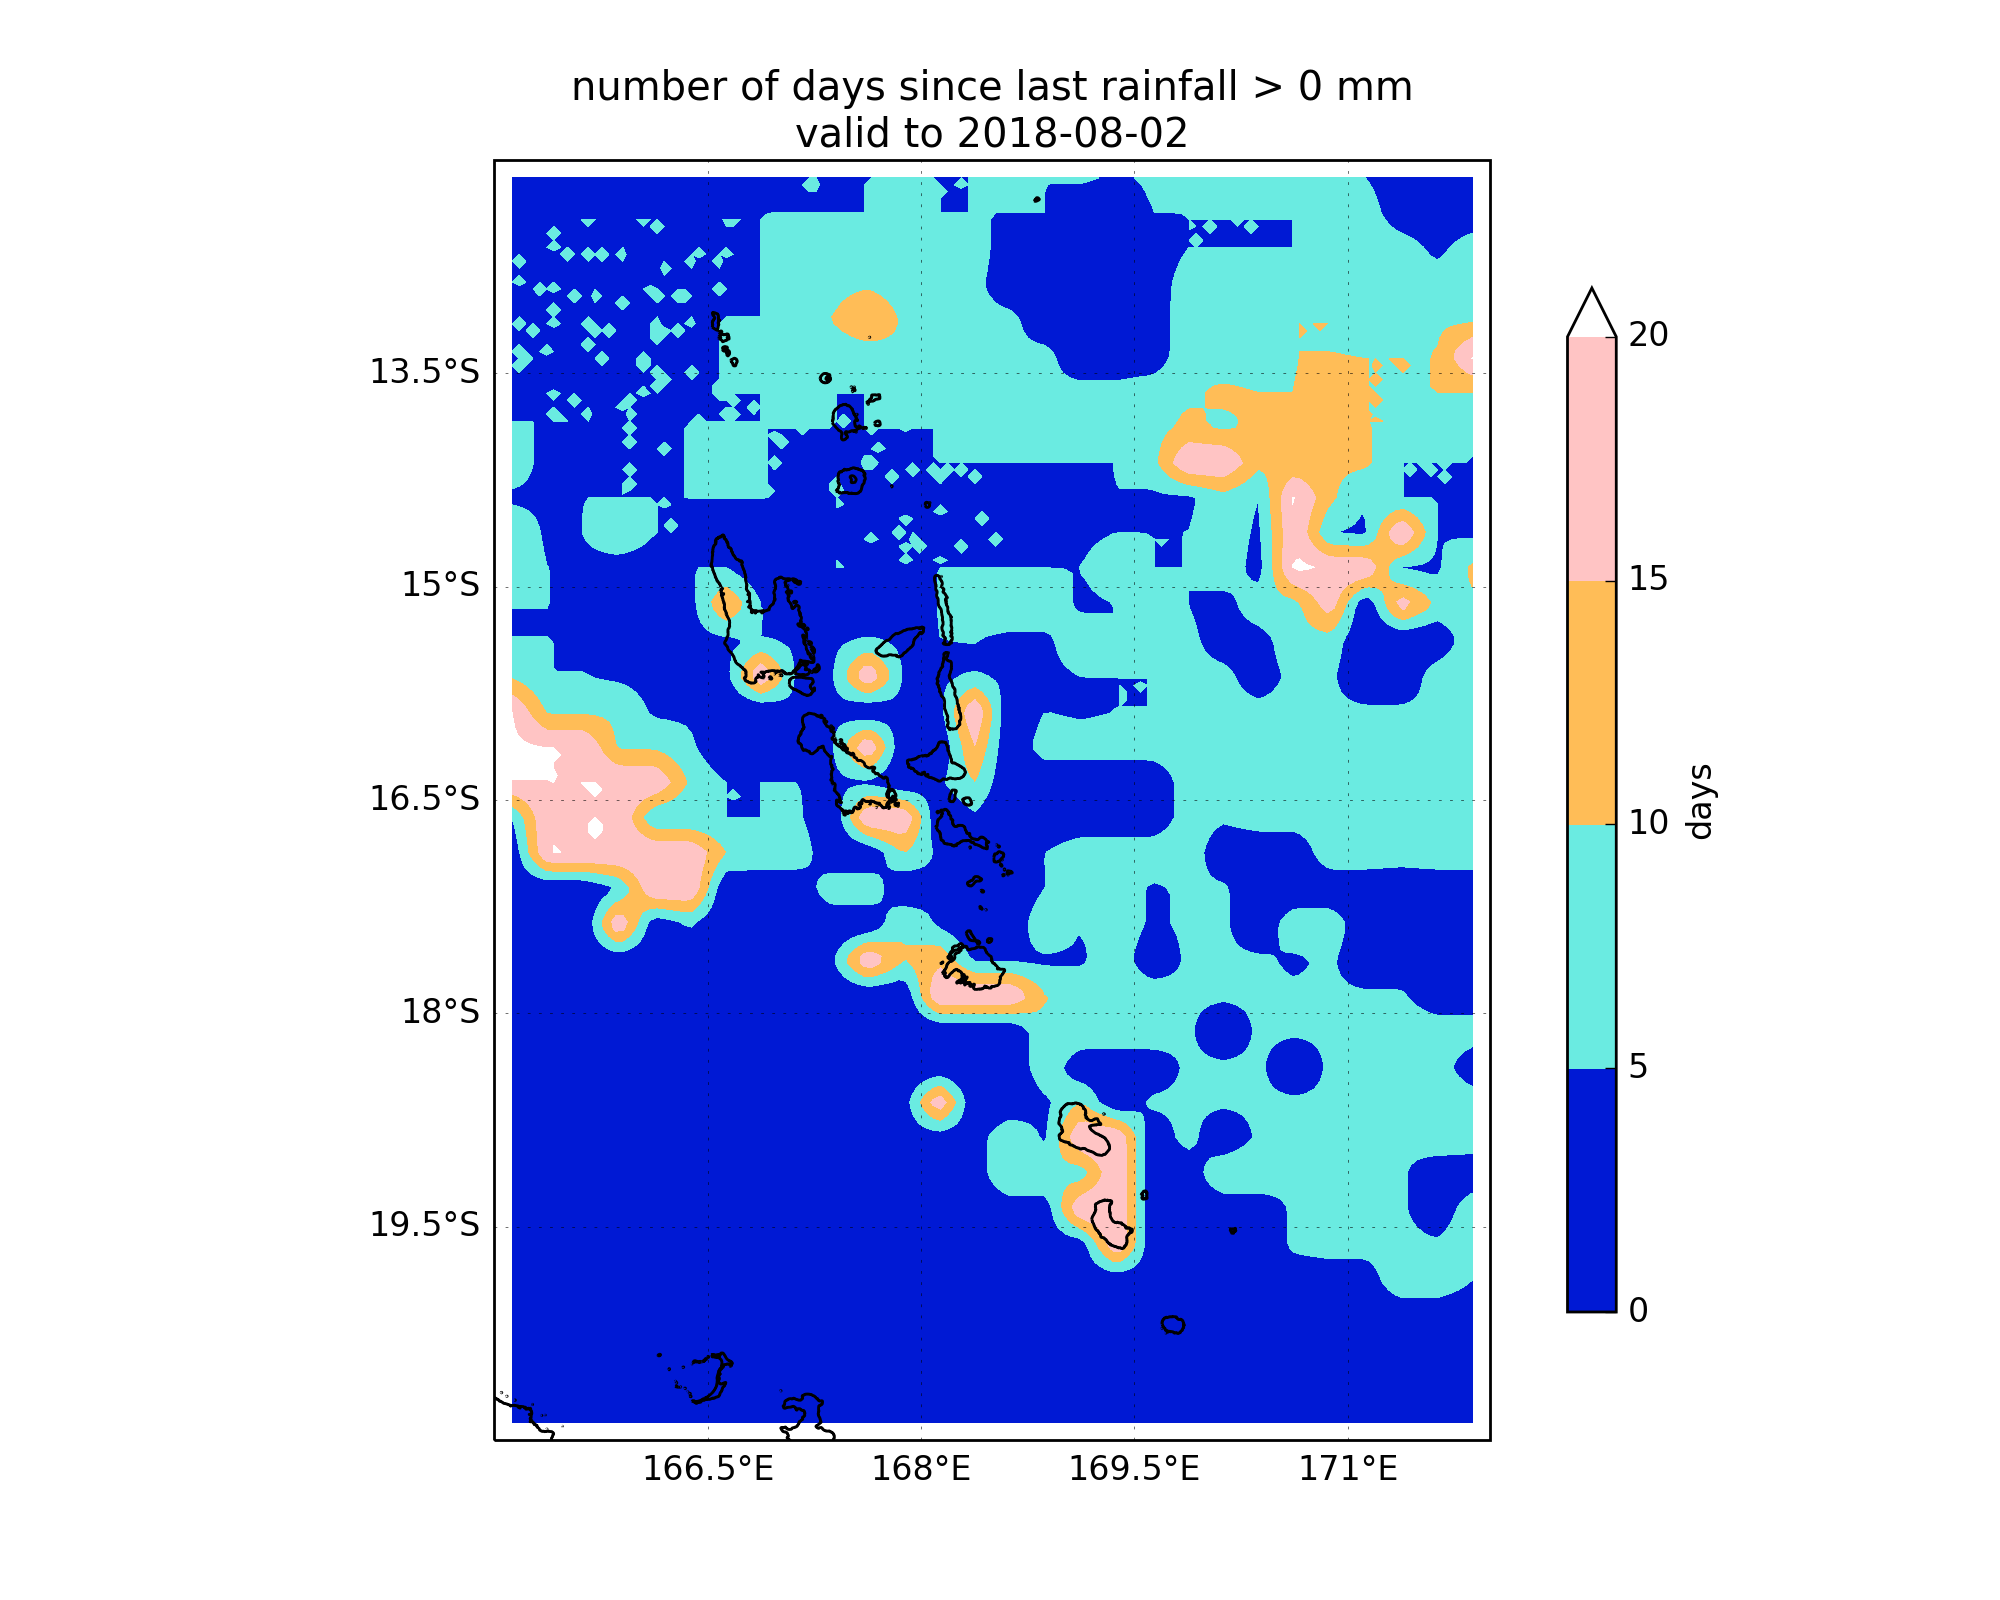 number of days since last rainfall > 0 mm
valid to 2018-08-02
13.5°S
15°S
16.5°S
18°S
19.5°S
166.5°E
168°E
169.5°E
171°E
20
15
10
5
0
days